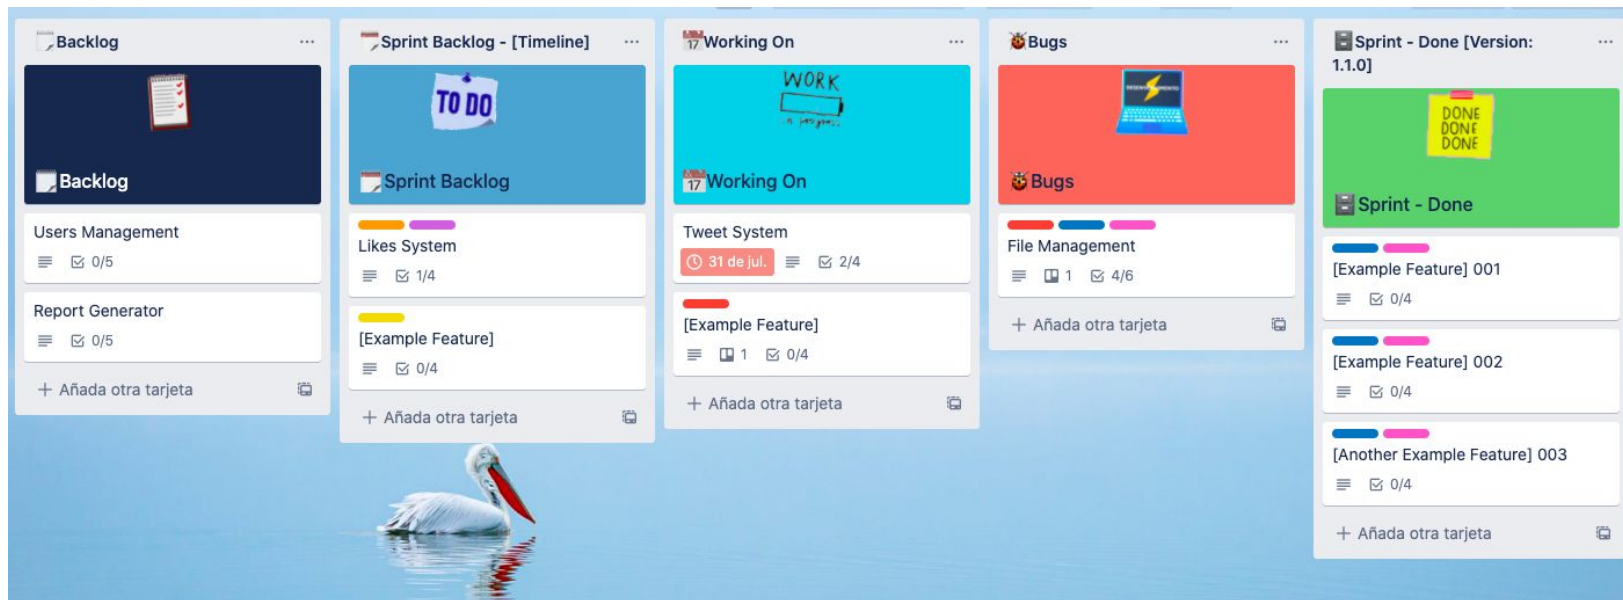 Backlog
Backlog
Users Management
0/5
Report Generator
0/5
+ Añada otra tarjeta
Sprint Backlog - [Timeline]
TO DO
Sprint Backlog
Likes System
1/4
[Example Feature]
0/4
+ Añada otra tarjeta
17 Working On
WORK
17 Working On
Tweet System
31 de jul. 2/4
[Example Feature]
1 0/4
+ Añada otra tarjeta
Bugs
Bugs
File Management
1 4/6
+ Añada otra tarjeta
Sprint - Done [Version:
1.1.0]
DONE
DONE
DONE
Sprint - Done
[Example Feature] 001
0/4
[Example Feature] 002
0/4
[Another Example Feature] 003
0/4
+ Añada otra tarjeta